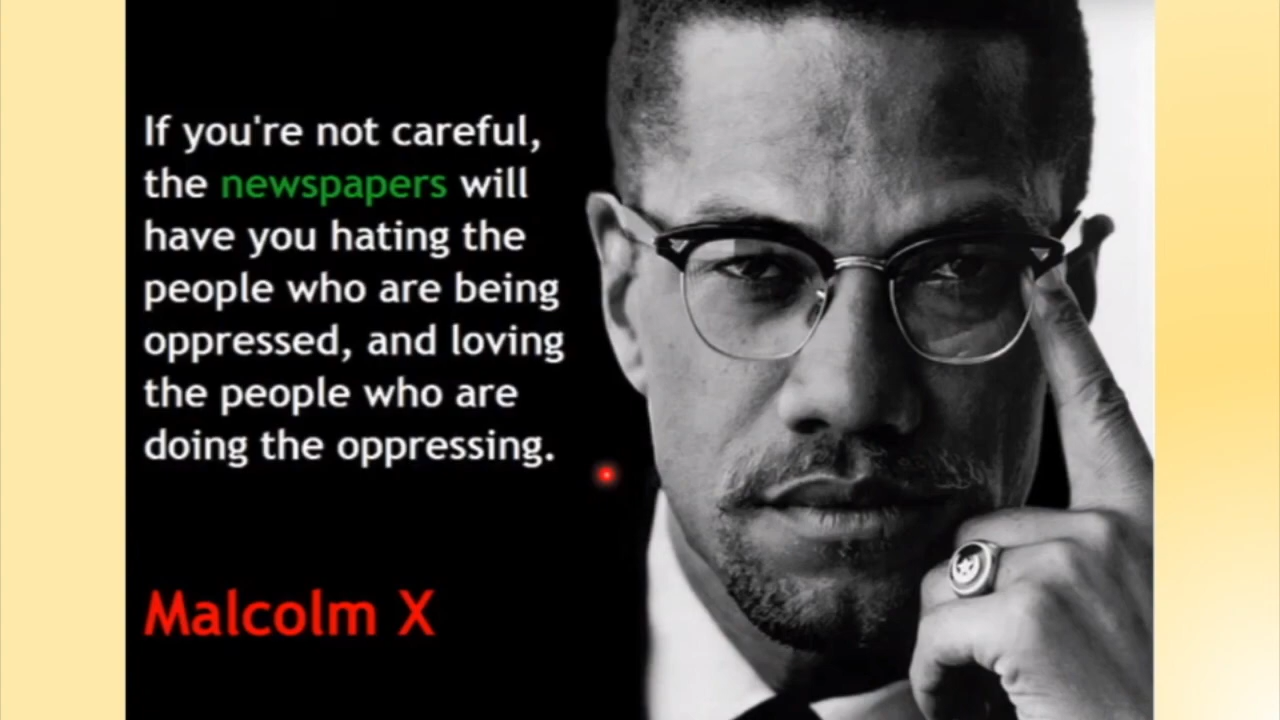 If you're not careful,
the newspapers will
have you hating the
people who are being
oppressed, and loving
the people who are
doing the oppressing.
Malcolm X